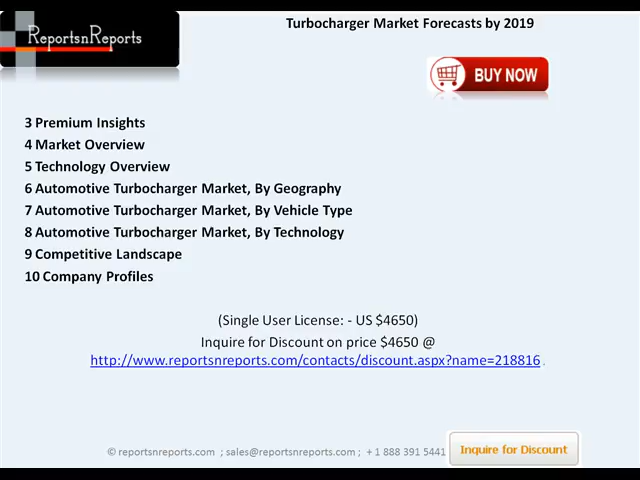 ReportsnReports
Turbocharger Market Forecasts by 2019
BUY NOW
3 Premium Insights
4 Market Overview
5 Technology Overview
6 Automotive Turbocharger Market, By Geography
7 Automotive Turbocharger Market, By Vehicle Type
8 Automotive Turbocharger Market, By Technology
9 Competitive Landscape
10 Company Profiles
(Single User License: - US $4650)
Inquire for Discount on price $4650 @
http://www.reportsnreports.com/contacts/discount.aspx?name=218816 .
© reportsnreports.com ; sales@reportsnreports.com ; + 1 888 391 5441
Inquire for Discount